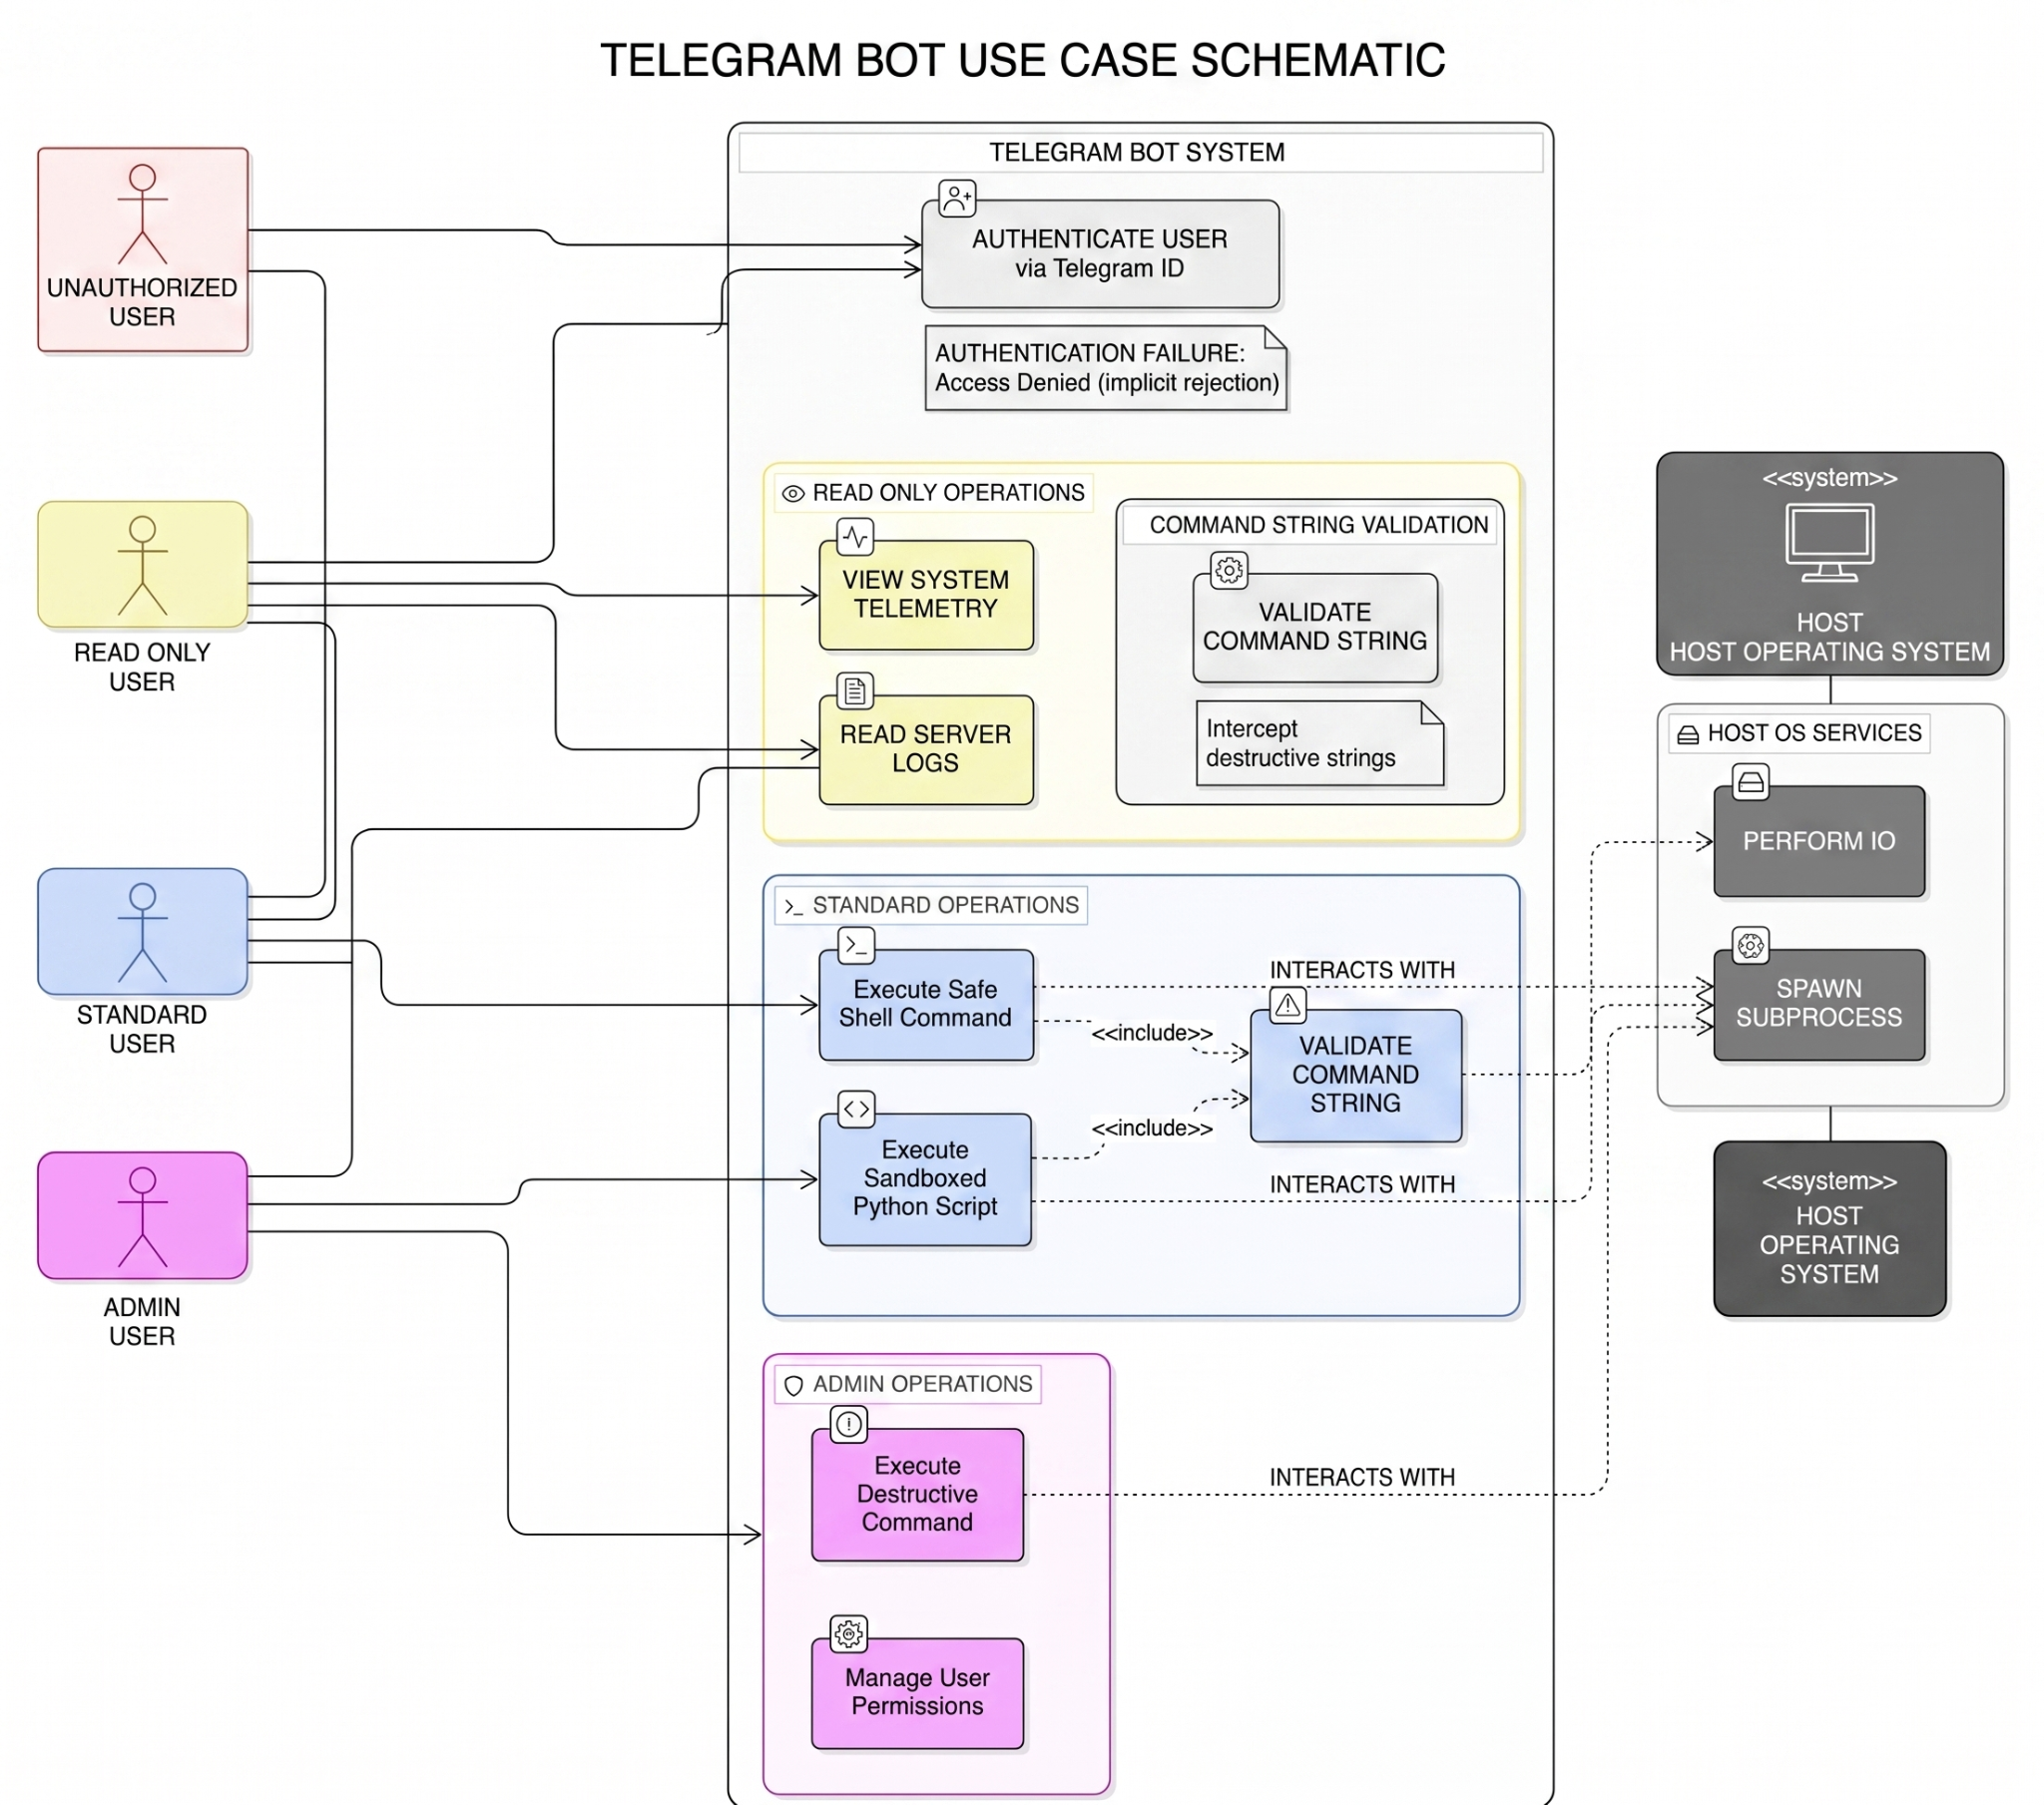 TELEGRAM BOT USE CASE SCHEMATIC
TELEGRAM BOT SYSTEM
UNAUTHORIZED
USER
AUTHENTICATE USER
via Telegram ID
AUTHENTICATION FAILURE:
Access Denied (implicit rejection)
READ ONLY
USER
READ ONLY OPERATIONS
VIEW SYSTEM
TELEMETRY
READ SERVER
LOGS
COMMAND STRING VALIDATION
VALIDATE
COMMAND STRING
Intercept
destructive strings
<<system>>
HOST
HOST OPERATING SYSTEM
HOST OS SERVICES
PERFORM IO
SPAWN
SUBPROCESS
<<system>>
HOST
OPERATING
SYSTEM
STANDARD
USER
>_ STANDARD OPERATIONS
>_
Execute Safe
Shell Command
INTERACTS WITH
<<include>>
VALIDATE
COMMAND
STRING
<>
Execute
Sandboxed
Python Script
<<include>>
INTERACTS WITH
ADMIN
USER
ADMIN OPERATIONS
Execute
Destructive
Command
INTERACTS WITH
Manage User
Permissions